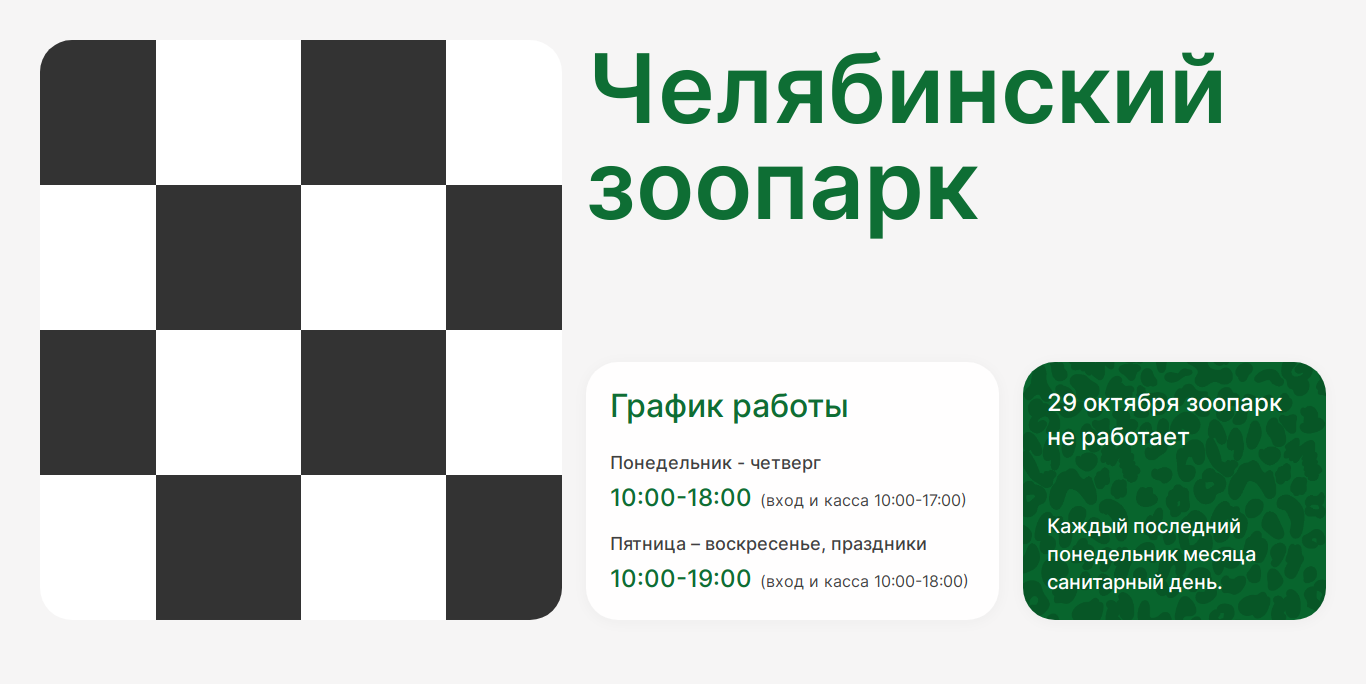 Челябинский
зоопарк
График работы
Понедельник - четверг
10:00-18:00 (вход и касса 10:00-17:00)
Пятница – воскресенье, праздники
10:00-19:00 (вход и касса 10:00-18:00)
29 октября зоопарк
не работает
Каждый последний
понедельник месяца
санитарный день.